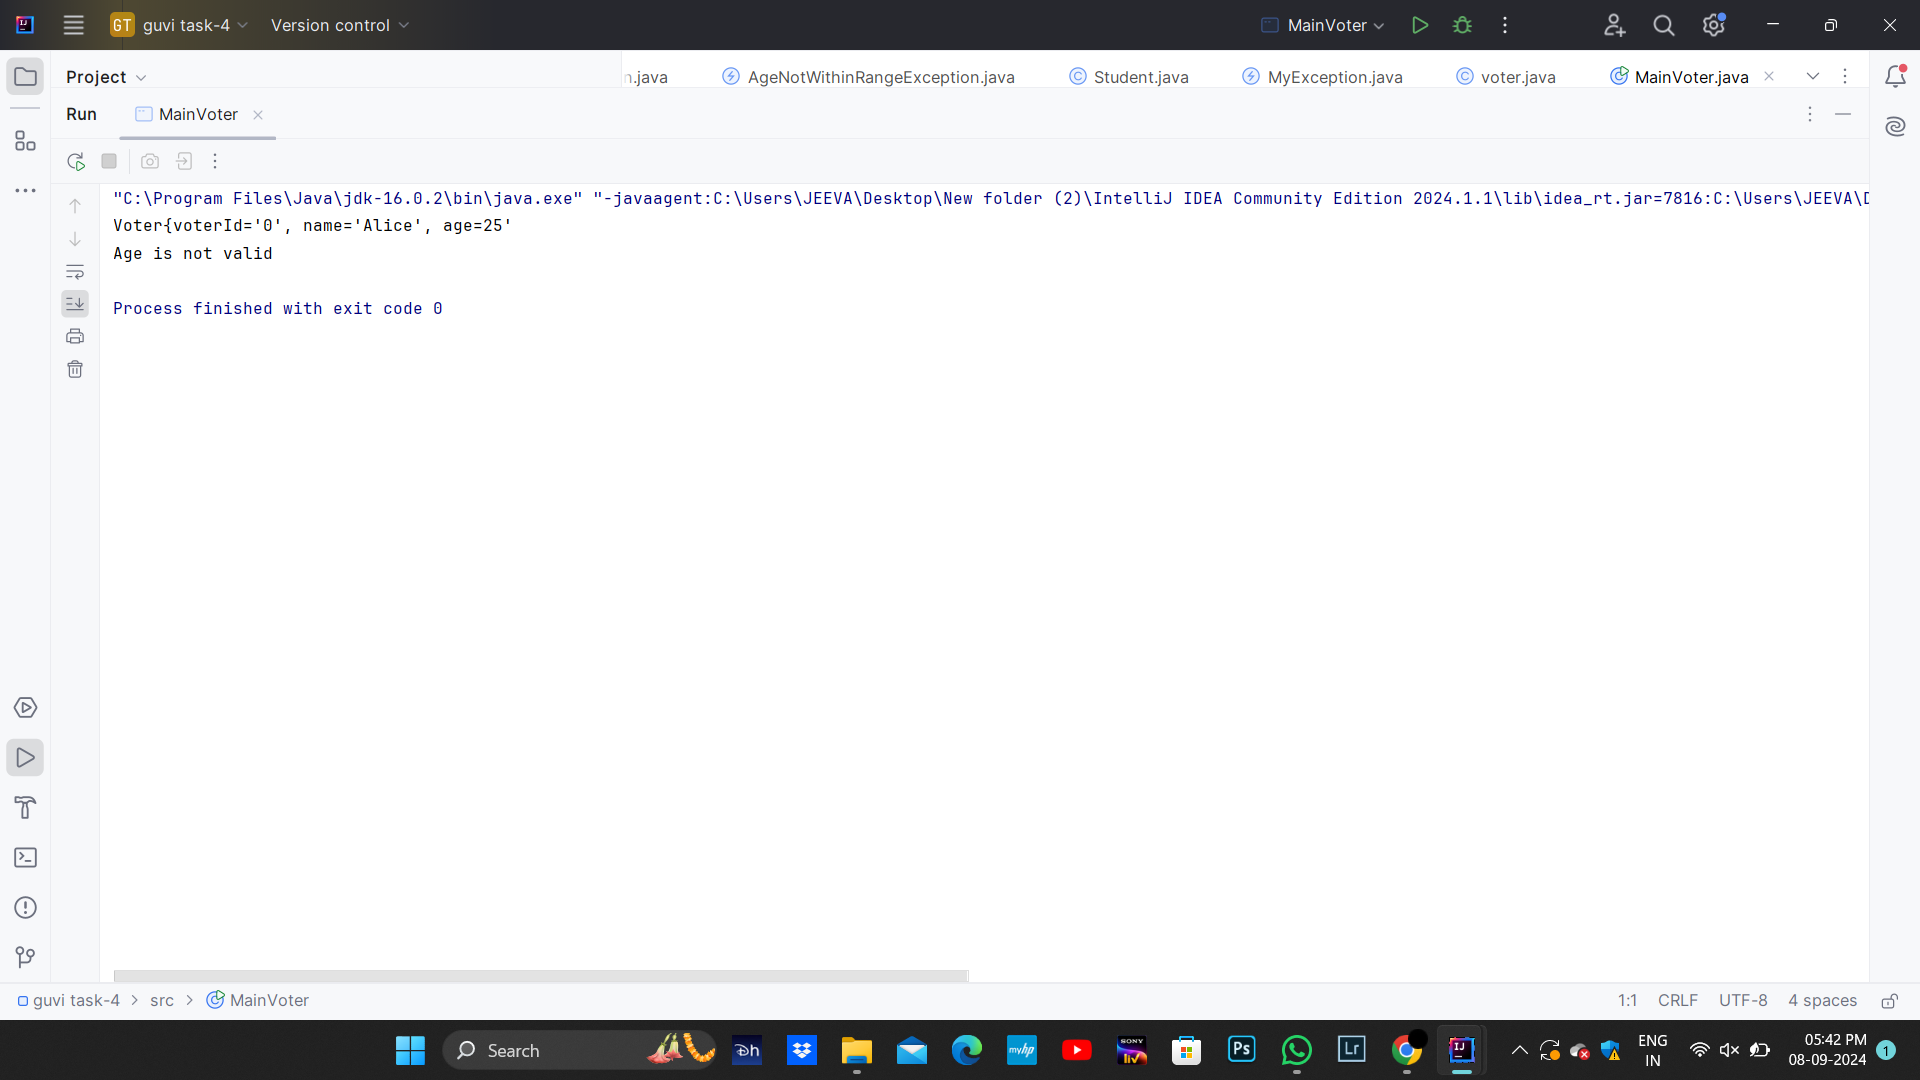 GT guvi task-4 Version control MainVoter
Project n.java AgeNotWithinRangeException.java Student.java MyException.java voter.java MainVoter.java
Run MainVoter
"C:\Program Files\Java\jdk-16.0.2\bin\java.exe" "-javaagent:C:\Users\JEEVA\Desktop\New folder (2)\IntelliJ IDEA Community Edition 2024.1.1\lib\idea_rt.jar=7816:C:\Users\JEEVA\D
Voter{voterId='0', name='Alice', age=25'
Age is not valid
Process finished with exit code 0
guvi task-4 > src > MainVoter 1:1 CRLF UTF-8 4 spaces
Search
ENG
IN
05:42 PM
08-09-2024
1